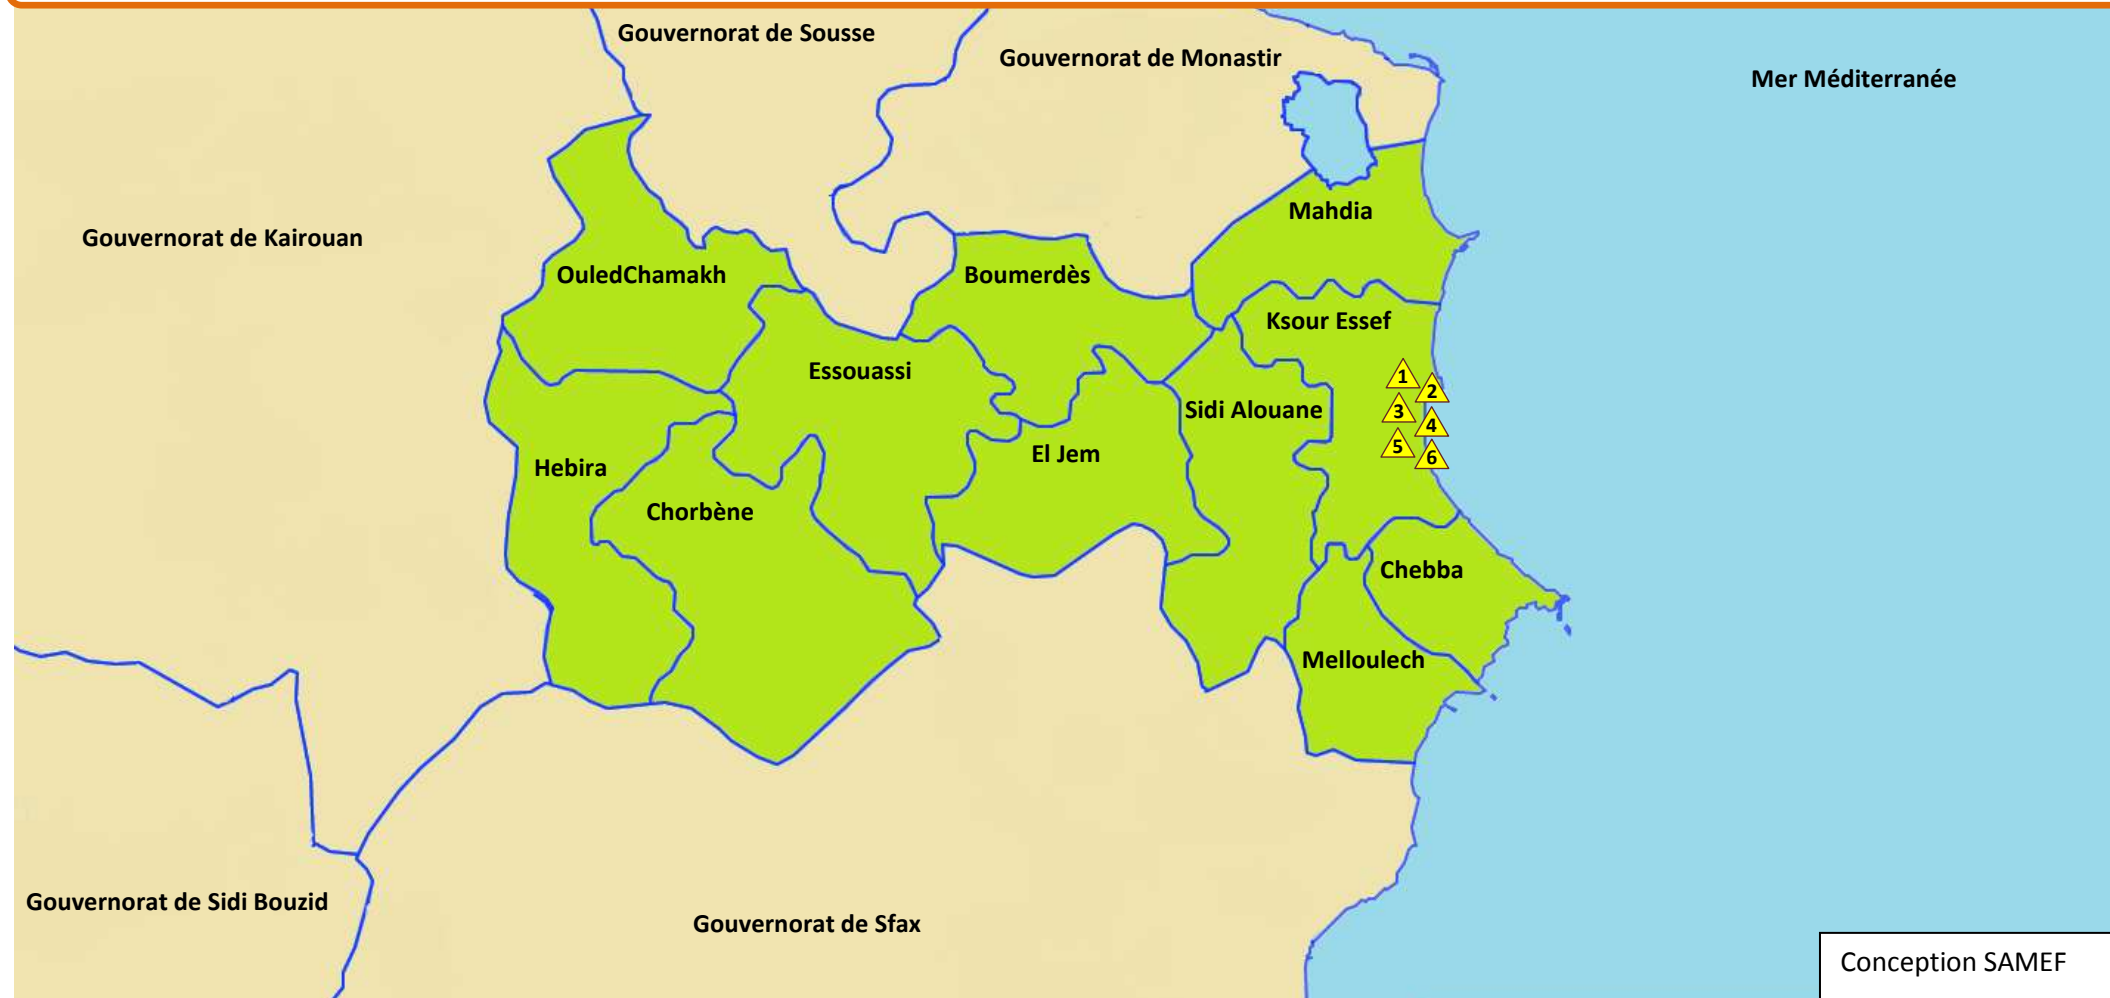 Gouvernorat de Sousse
Gouvernorat de Monastir
Mer Méditerranée
Mahdia
Gouvernorat de Kairouan
OuledChamakh
Boumerdès
Ksour Essef
Essouassi
1
2
3
Sidi Alouane
4
5
6
El Jem
Hebira
Chorbène
Chebba
Melloulech
Gouvernorat de Sidi Bouzid
Gouvernorat de Sfax
Conception SAMEF